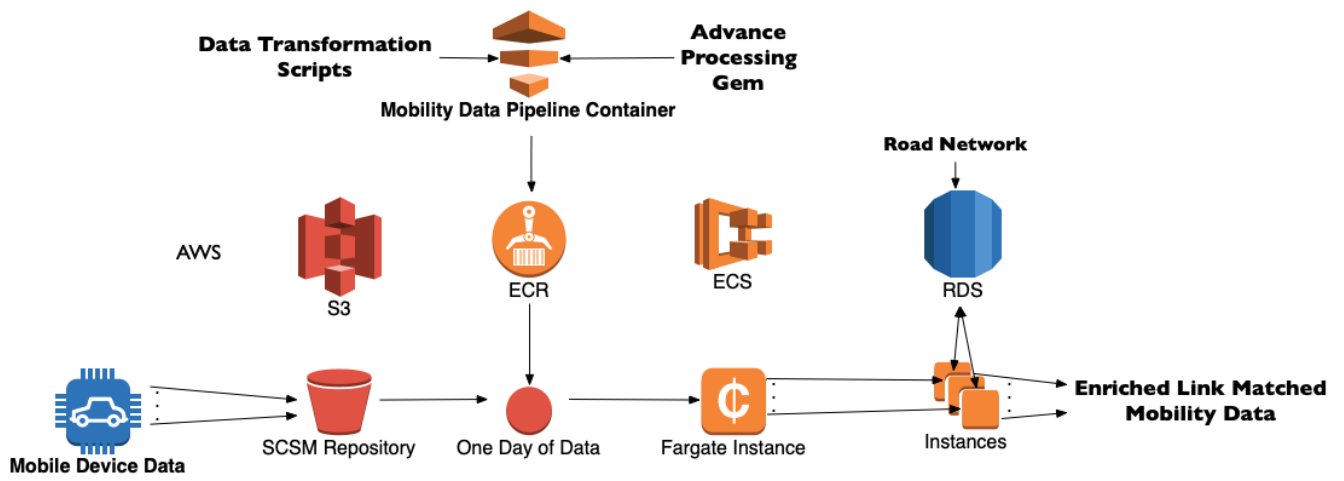 Data Transformation
Scripts
Advance
Processing
Gem
Mobility Data Pipeline Container
Road Network
AWS
S3
ECR
ECS
RDS
¢
Mobile Device Data
SCSM Repository
One Day of Data
Fargate Instance
Instances
Enriched Link Matched
Mobility Data